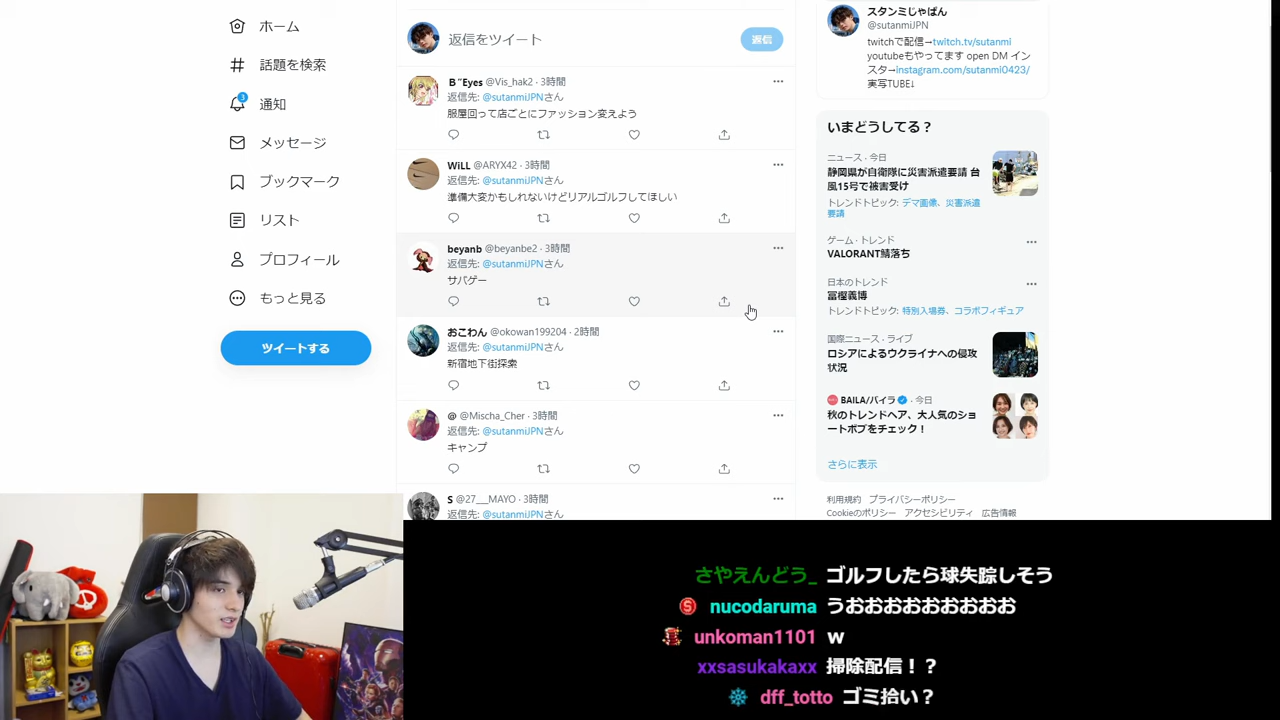 ホーム
話題を検索
3
通知
メッセージ
ブックマーク
リスト
プロフィール
もっと見る
ツイートする
返信をツイート
返信
B¨Eyes @Vis_hak2・3時間
返信先: @sutanmiJPNさん
服屋回って店ごとにファッション変えよう
WiLL @ARYX42・3時間
返信先: @sutanmiJPNさん
準備大変かもしれないけどリアルゴルフしてほしい
beyanb @beyanbe2・3時間
返信先: @sutanmiJPNさん
サバゲー
おこわん @okowan199204・2時間
返信先: @sutanmiJPNさん
新宿地下街探索
@ @Mischa_Cher・3時間
返信先: @sutanmiJPNさん
キャンプ
S @27__MAYO・3時間
返信先: @sutanmiJPNさん
スタンミじゃぱん
@sutanmiJPN
twitchで配信→twitch.tv/sutanmi
youtubeもやってます open DM イン
スタ→instagram.com/sutanmi0423/
実写TUBE↓
いまどうしてる？
ニュース・今日
静岡県が自衛隊に災害派遣要請 台
風15号で被害受け
トレンドトピック: デマ画像、災害派遣
要請
ゲーム・トレンド
VALORANT鯖落ち
日本のトレンド
冨樫義博
トレンドトピック: 特別入場券、コラボフィギュア
国際ニュース・ライブ
ロシアによるウクライナへの侵攻
状況
BAILA/バイラ・今日
秋のトレンドヘア、大人気のショ
ートボブをチェック！
さらに表示
利用規約 プライバシーポリシー
Cookieのポリシー アクセシビリティ 広告情報
さやえんどう_ ゴルフしたら球失踪しそう
S nucodaruma うおおおおおおおおお
unkoman1101 w
xxsasukakaxx 掃除配信！？
dff_totto ゴミ拾い？